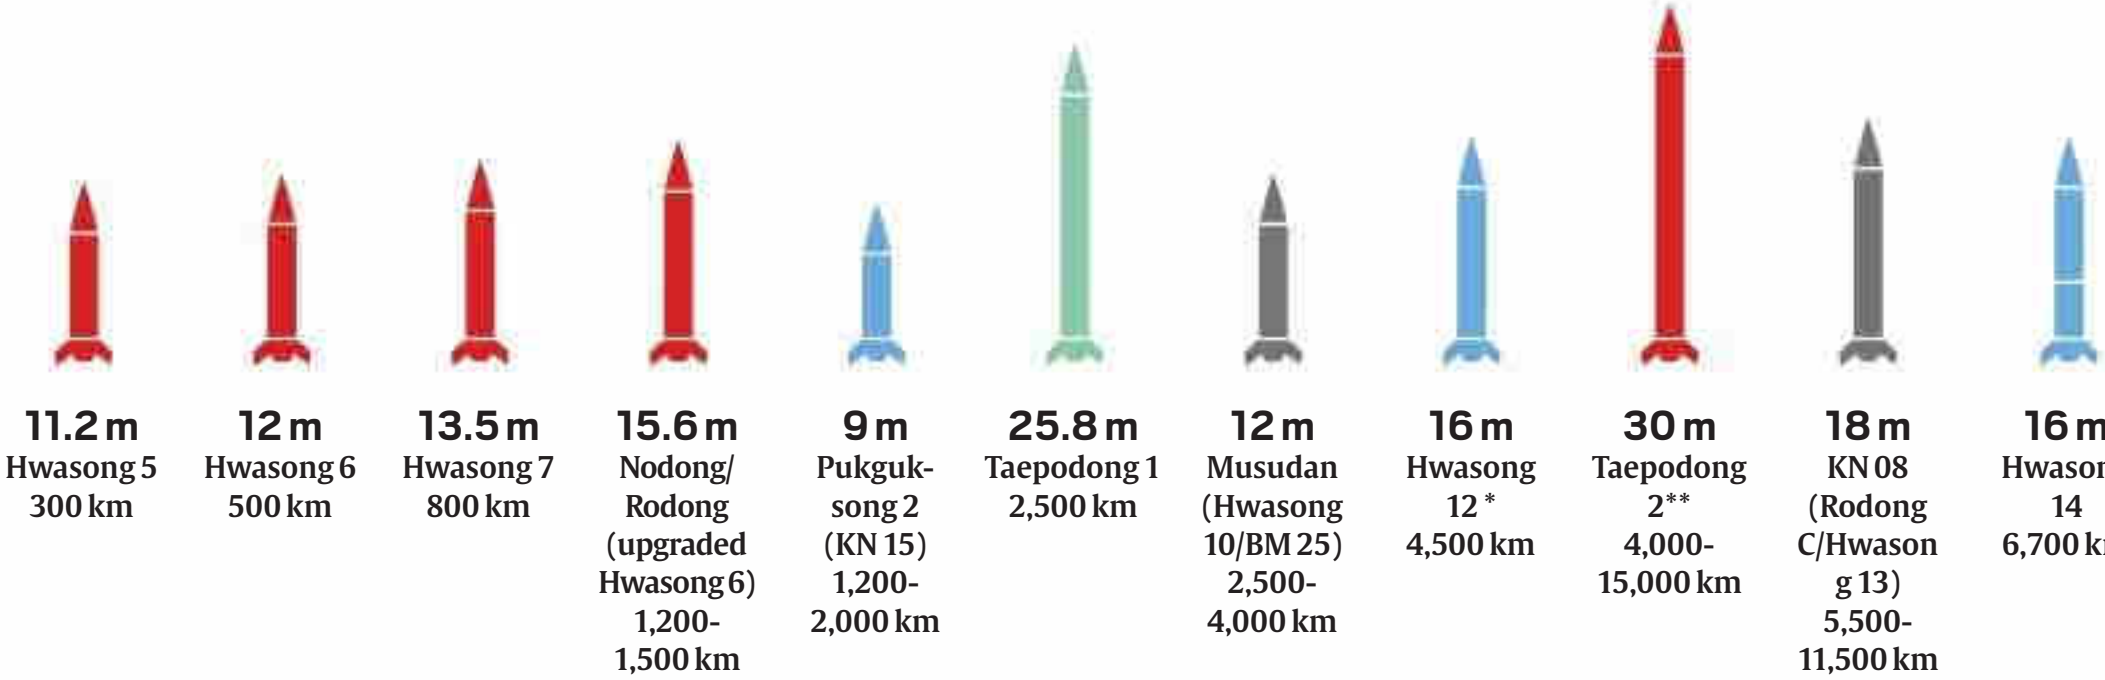 11.2 m
Hwasong 5
300 km
12 m
Hwasong 6
500 km
13.5 m
Hwasong 7
800 km
15.6 m
Nodong/
Rodong
(upgraded
Hwasong 6)
1,200-
1,500 km
9 m
Pukguk-
song 2
(KN 15)
1,200-
2,000 km
25.8 m
Taepodong 1
2,500 km
12 m
Musudan
(Hwasong
10/BM 25)
2,500-
4,000 km
16 m
Hwasong
12 *
4,500 km
30 m
Taepodong
2**
4,000-
15,000 km
18 m
KN 08
(Rodong
C/Hwason
g 13)
5,500-
11,500 km
16 m
14
6,700